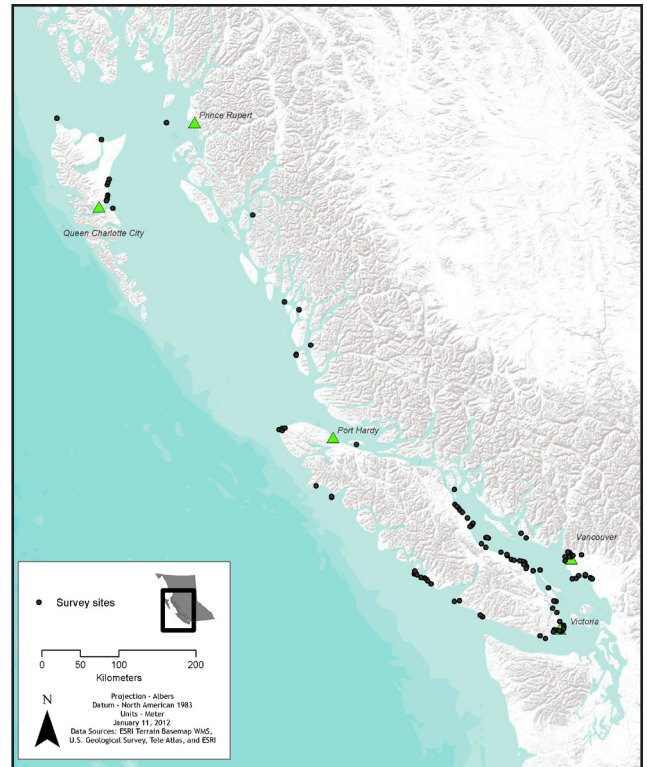 Prince Rupert
Queen Charlotte City
Port Hardy
Vancouver
Victoria
Survey sites
0 50 100 200
Kilometers
N
Projection - Albers
Datum - North American 1983
Units - Meter
January 11, 2012
Data Sources: ESRI Terrain Basemap WMS,
U.S. Geological Survey, Tele Atlas, and ESRI